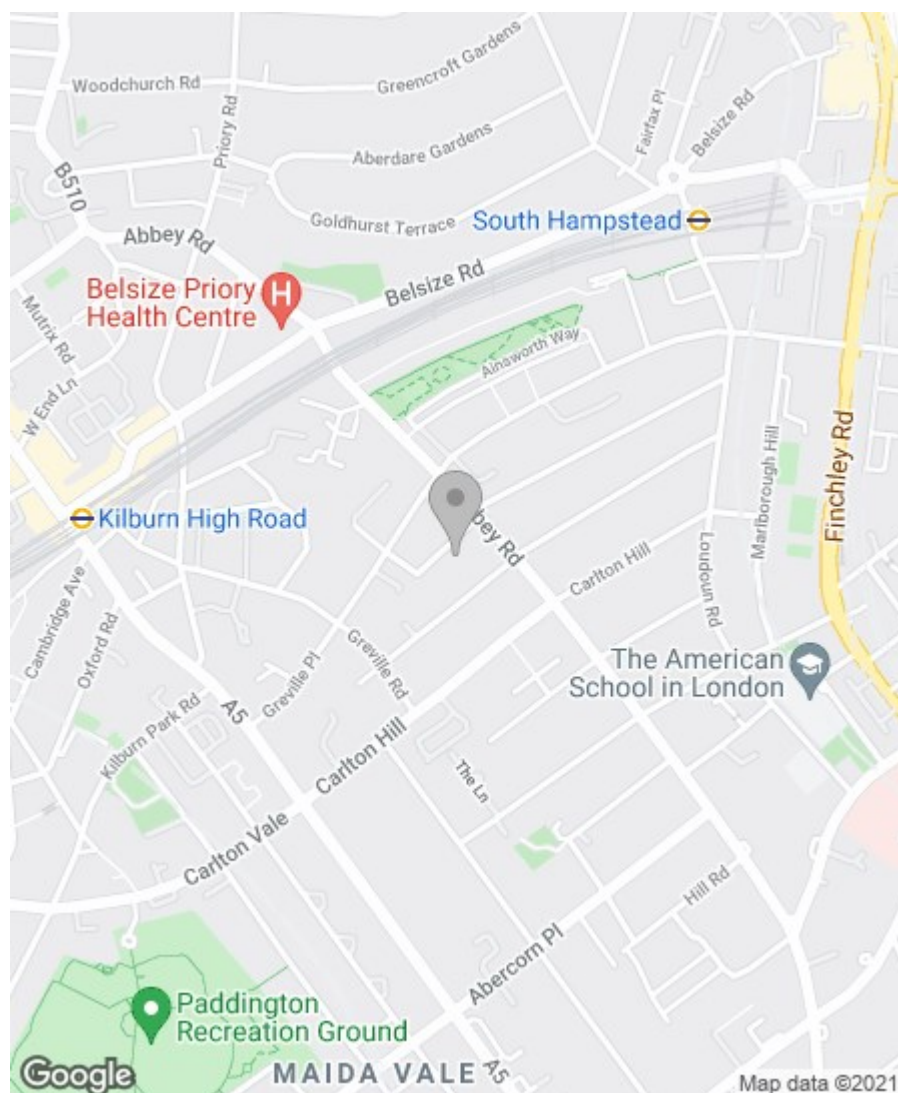 Greencroft Gardens
Woodchurch Rd
Priory Rd
Fairfax Pl
Belsize Rd
Aberdare Gardens
B510
Goldhurst Terrace
South Hampstead
Abbey Rd
Belsize Rd
Belsize Priory
Health Centre
Mutrix Rd
Ainsworth Way
W End Ln
Marlborough Hill
Finchley Rd
Kilburn High Road
bey Rd
Loudoun Rd
Carlton Hill
Cambridge Ave
Oxford Rd
Greville Pl
Greville Rd
The American
School in London
Kilburn Park Rd
A5
Carlton Hill
The Ln
Carlton Vale
Hill Rd
Abercorn Pl
Paddington
Recreation Ground
MAIDA VALE
A5
Google
Map data ©2021